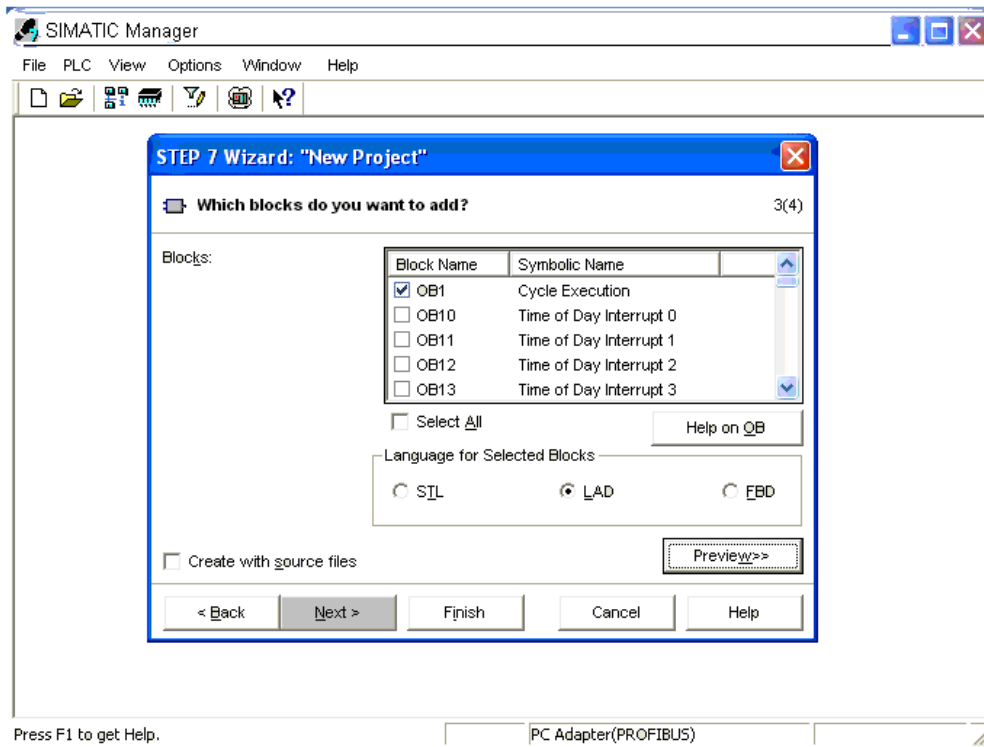 SIMATIC Manager
File PLC View Options Window Help
STEP 7 Wizard: "New Project"
Which blocks do you want to add? 3(4)
Blocks:
Block Name Symbolic Name
OB1 Cycle Execution
OB10 Time of Day Interrupt 0
OB11 Time of Day Interrupt 1
OB12 Time of Day Interrupt 2
OB13 Time of Day Interrupt 3
Select All
Help on OB
Language for Selected Blocks
STL LAD FBD
Create with source files
Preview>>
< Back Next > Finish Cancel Help
Press F1 to get Help. PC Adapter(PROFIBUS)